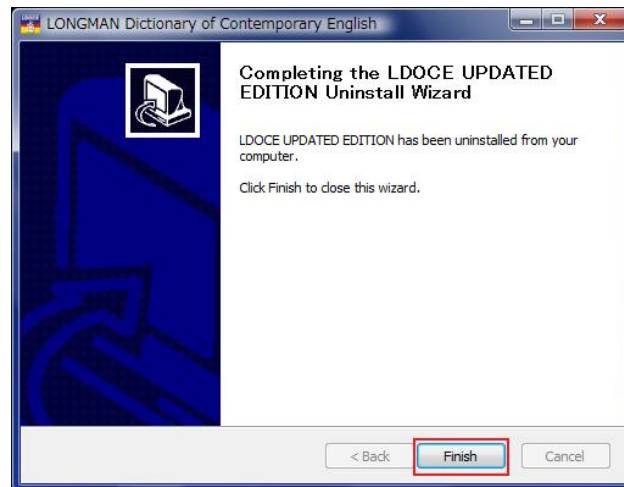 LONGMAN Dictionary of Contemporary English
Completing the LDOCE UPDATED
EDITION Uninstall Wizard
LDOCE UPDATED EDITION has been uninstalled from your
computer.
Click Finish to close this wizard.
< Back Finish Cancel